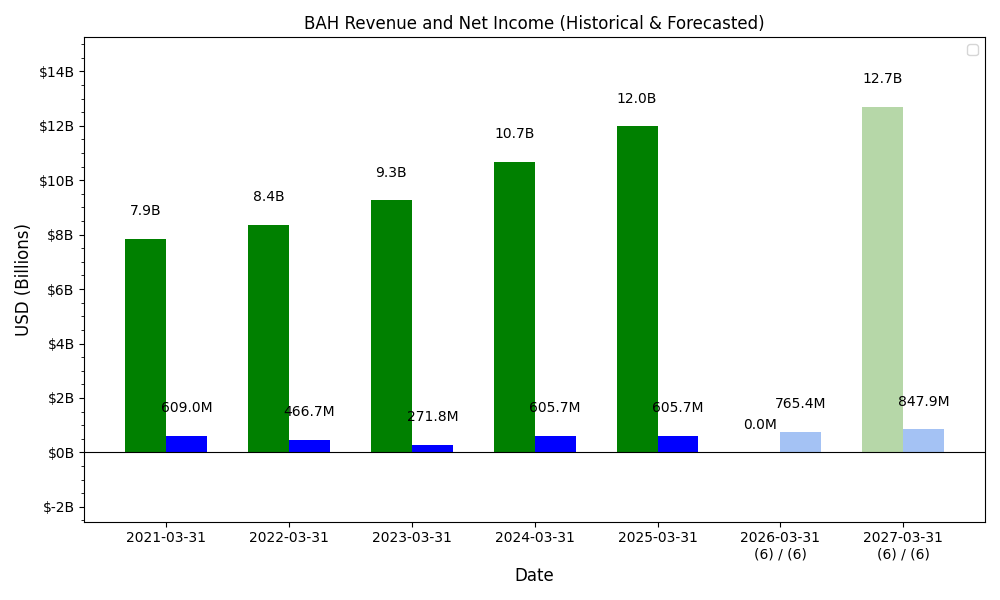 BAH Revenue and Net Income (Historical & Forecasted)
$14B
$12B
$10B
$8B
$6B
$4B
$2B
$0B
$-2B
USD (Billions)
7.9B
609.0M
8.4B
466.7M
9.3B
271.8M
10.7B
605.7M
12.0B
605.7M
0.0M
765.4M
12.7B
847.9M
2021-03-31
2022-03-31
2023-03-31
2024-03-31
2025-03-31
2026-03-31
(6) / (6)
2027-03-31
(6) / (6)
Date